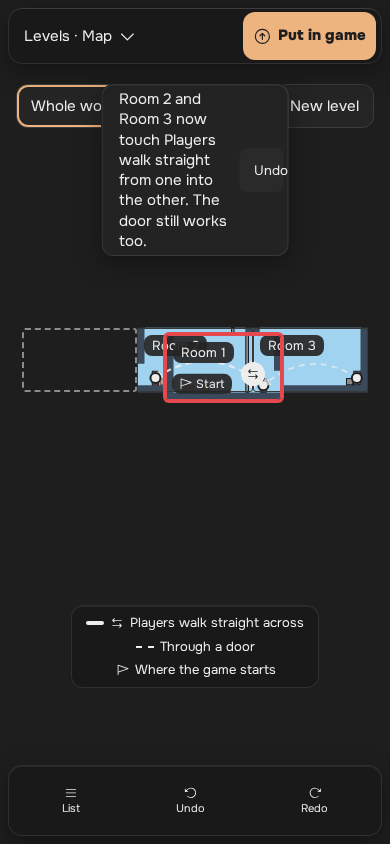 Levels · Map
Put in game
Whole wo
New level
Room 2 and
Room 3 now
touch Players
walk straight
from one into
the other. The
door still works
too.
Undo
Room 1
Room 3
Start
Players walk straight across
Through a door
Where the game starts
List
Undo
Redo